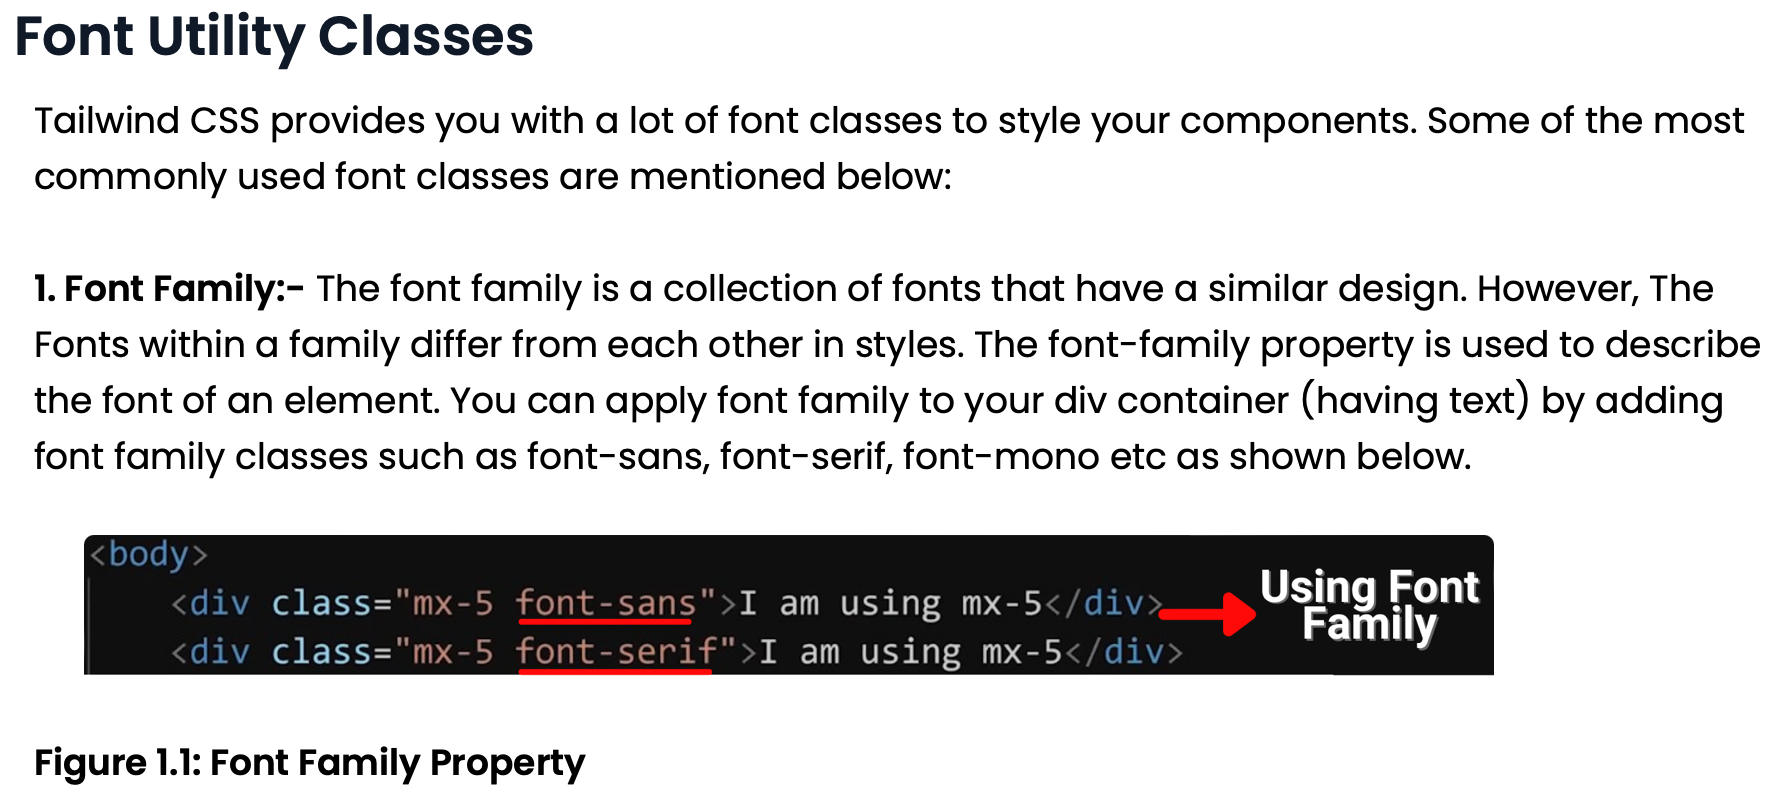 Font Utility Classes
Tailwind CSS provides you with a lot of font classes to style your components. Some of the most
commonly used font classes are mentioned below:
1. Font Family:- The font family is a collection of fonts that have a similar design. However, The
Fonts within a family differ from each other in styles. The font-family property is used to describe
the font of an element. You can apply font family to your div container (having text) by adding
font family classes such as font-sans, font-serif, font-mono etc as shown below.
<body>
<div class="mx-5 font-sans">I am using mx-5</div>
<div class="mx-5 font-serif">I am using mx-5</div>
Using Font
Family
Figure 1.1: Font Family Property